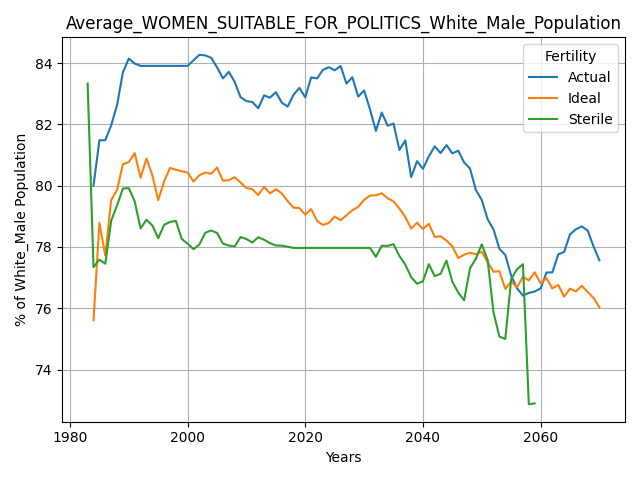 Average_WOMEN_SUITABLE_FOR_POLITICS_White_Male_Population
Fertility
Actual
Ideal
Sterile
% of White_Male Population
84
82
80
78
76
74
1980
2000
2020
2040
2060
Years